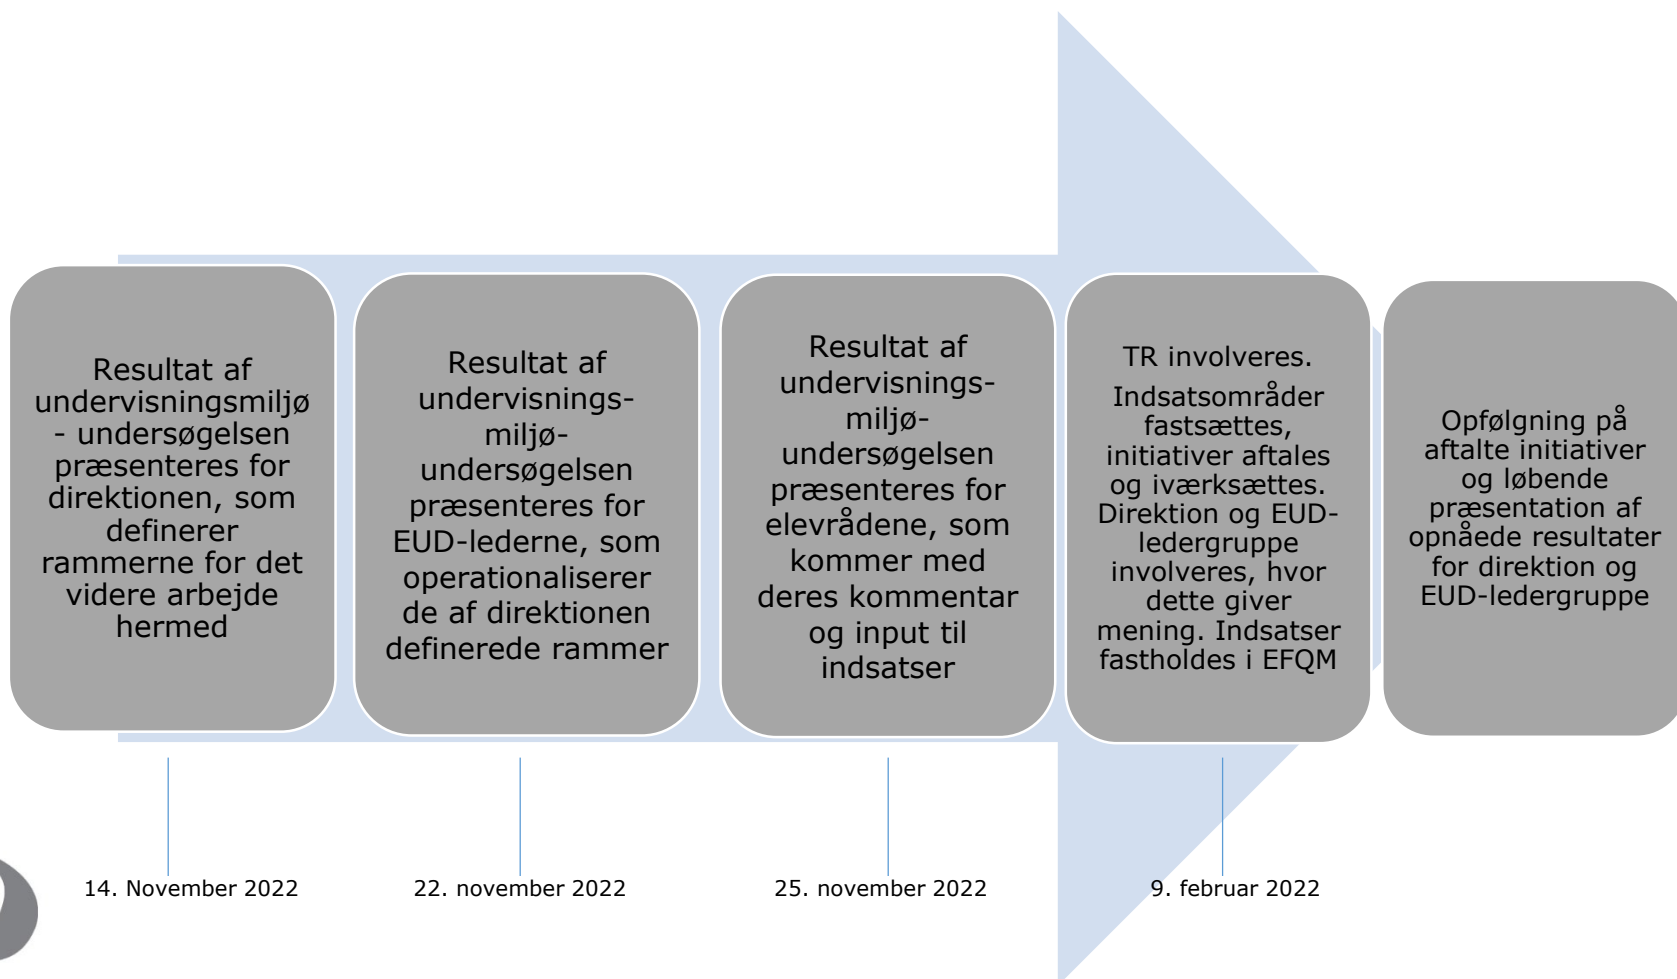 Resultat af
undervisningsmiljø
- undersøgelsen
præsenteres for
direktionen, som
definerer
rammerne for det
videre arbejde
hermed
Resultat af
undervisnings-
miljø-
undersøgelsen
præsenteres for
EUD-lederne, som
operationaliserer
de af direktionen
definerede rammer
Resultat af
undervisnings-
miljø-
undersøgelsen
præsenteres for
elevrådene, som
kommer med
deres kommentar
og input til
indsatser
TR involveres.
Indsatsområder
fastsættes,
initiativer aftales
og iværksættes.
Direktion og EUD-
ledergruppe
involveres, hvor
dette giver
mening. Indsatser
fastholdes i EFQM
Opfølgning på
aftalte initiativer
og løbende
præsentation af
opnåede resultater
for direktion og
EUD-ledergruppe
14. November 2022
22. november 2022
25. november 2022
9. februar 2022